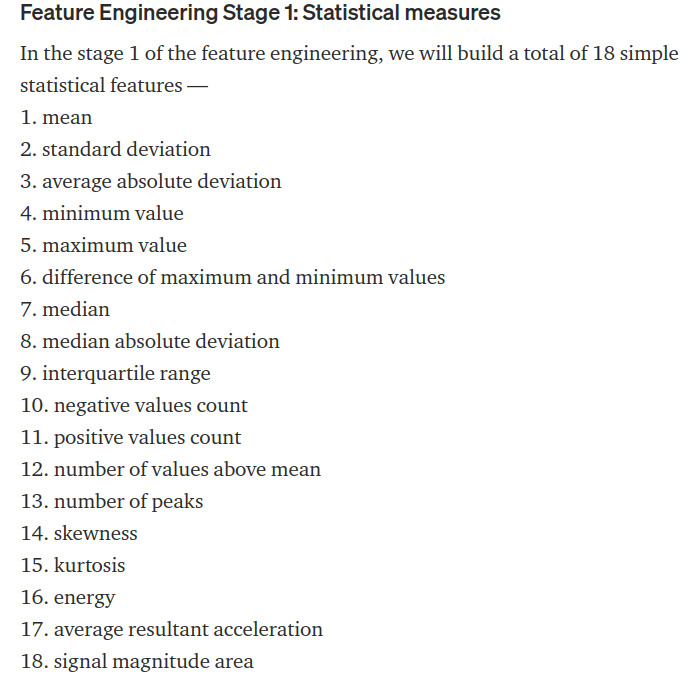 Feature Engineering Stage 1: Statistical measures
In the stage 1 of the feature engineering, we will build a total of 18 simple
statistical features —
1. mean
2. standard deviation
3. average absolute deviation
4. minimum value
5. maximum value
6. difference of maximum and minimum values
7. median
8. median absolute deviation
9. interquartile range
10. negative values count
11. positive values count
12. number of values above mean
13. number of peaks
14. skewness
15. kurtosis
16. energy
17. average resultant acceleration
18. signal magnitude area